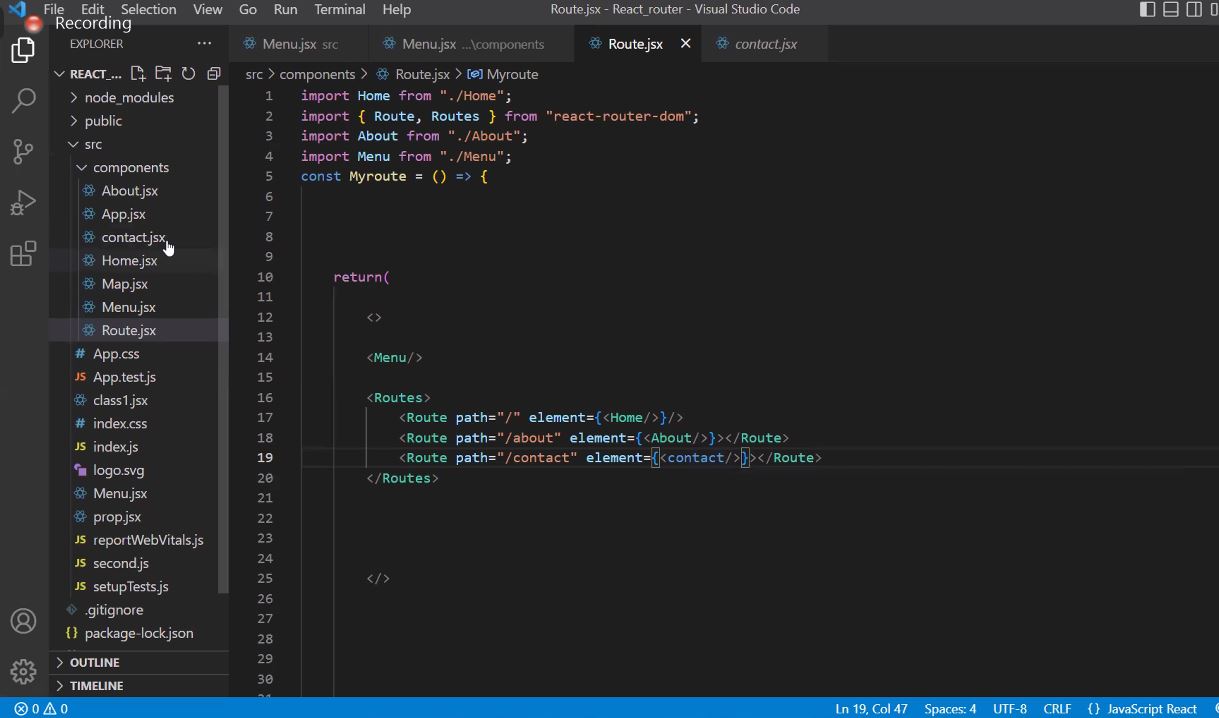 File Edit Selection View Go Run Terminal Help Route.jsx - React_router - Visual Studio Code
Recording
EXPLORER ···
Menu.jsx src Menu.jsx ...\components Route.jsx contact.jsx
REACT_...
src > components > Route.jsx > Myroute
node_modules
public
src
components
About.jsx
App.jsx
contact.jsx
Home.jsx
Map.jsx
Menu.jsx
Route.jsx
# App.css
JS App.test.js
class1.jsx
# index.css
JS index.js
logo.svg
Menu.jsx
prop.jsx
JS reportWebVitals.js
JS second.js
JS setupTests.js
.gitignore
{} package-lock.json
OUTLINE
TIMELINE
1 import Home from "./Home";
2 import { Route, Routes } from "react-router-dom";
3 import About from "./About";
4 import Menu from "./Menu";
5 const Myroute = () => {
6
7
8
9
10 return(
11
12 <>
13
14 <Menu/>
15
16 <Routes>
17 <Route path="/" element={<Home/>}/>
18 <Route path="/about" element={<About/>}></Route>
19 <Route path="/contact" element={<contact/>}></Route>
20 </Routes>
21
22
23
24
25 </>
26
27
28
29
30
0 0 Ln 19, Col 47 Spaces: 4 UTF-8 CRLF {} JavaScript React